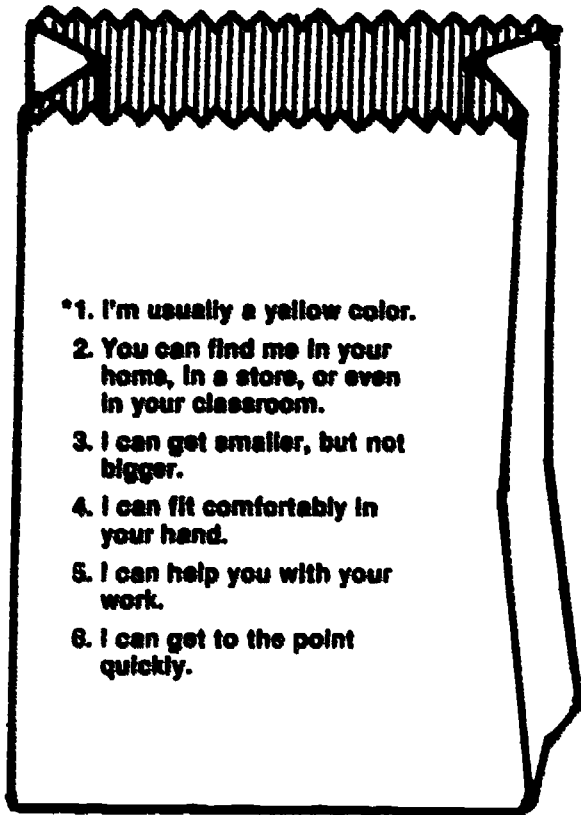 *1. I'm usually a yellow color.
2. You can find me in your
home, in a store, or even
in your classroom.
3. I can get smaller, but not
bigger.
4. I can fit comfortably in
your hand.
5. I can help you with your
work.
6. I can get to the point
quickly.